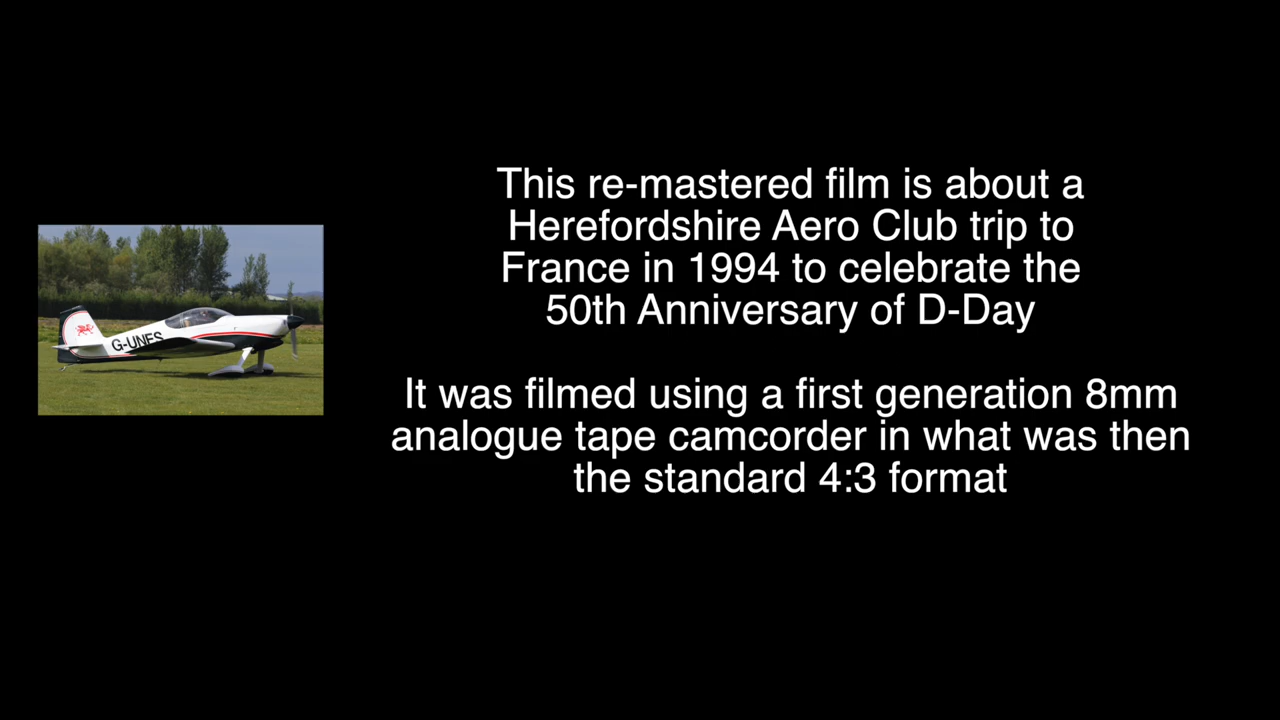 This re-mastered film is about a
Herefordshire Aero Club trip to
France in 1994 to celebrate the
50th Anniversary of D-Day
It was filmed using a first generation 8mm
analogue tape camcorder in what was then
the standard 4:3 format
G-UNES